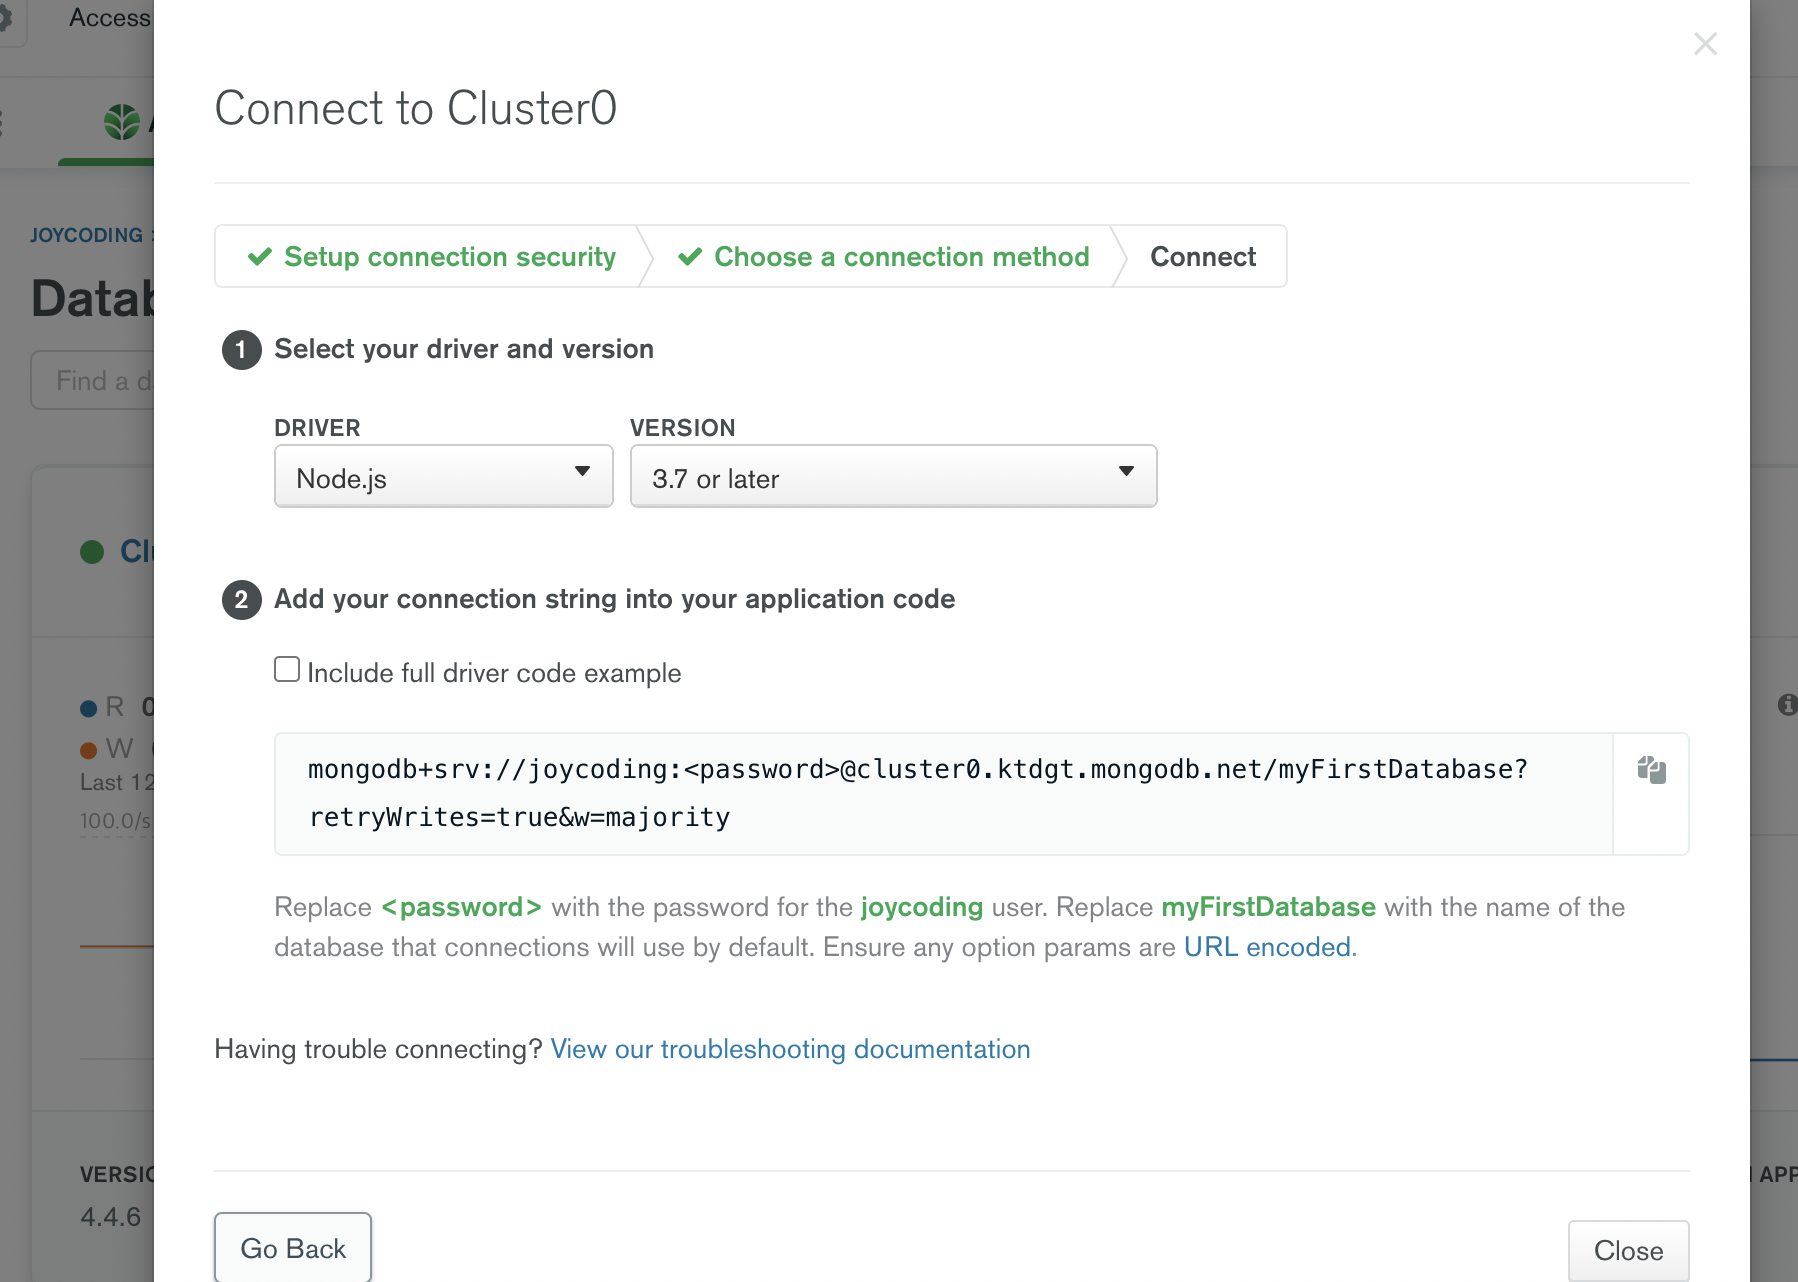 Access
Connect to Cluster0
JOYCODING
Setup connection security
Choose a connection method
Connect
1 Select your driver and version
Find a d
DRIVER
VERSION
Node.js
3.7 or later
2 Add your connection string into your application code
Include full driver code example
R 0
W
Last 12
100.0/s
mongodb+srv://joycoding:<password>@cluster0.ktdgt.mongodb.net/myFirstDatabase?
retryWrites=true&w=majority
Replace <password> with the password for the joycoding user. Replace myFirstDatabase with the name of the
database that connections will use by default. Ensure any option params are URL encoded.
Having trouble connecting? View our troubleshooting documentation
4.4.6
APP
Go Back
Close